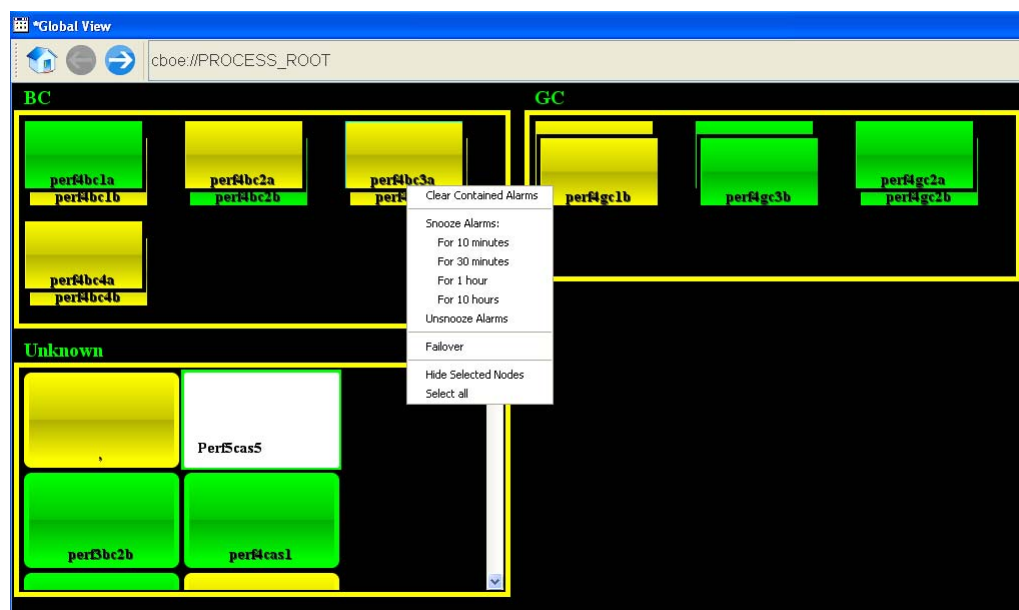 *Global View
cboe://PROCESS_ROOT
BC
GC
perf4bc1a
perf4bc1b
perf4bc2a
perf4bc2b
perf4bc3a
perf4gc1b
perf4gc3b
perf4gc2a
perf4gc2b
perf4bc4a
perf4bc4b
Clear Contained Alarms
Snooze Alarms:
For 10 minutes
For 30 minutes
For 1 hour
For 10 hours
Unsnooze Alarms
Failover
Hide Selected Nodes
Select all
Unknown
,
Perf5cas5
perf3bc2b
perf4cas1